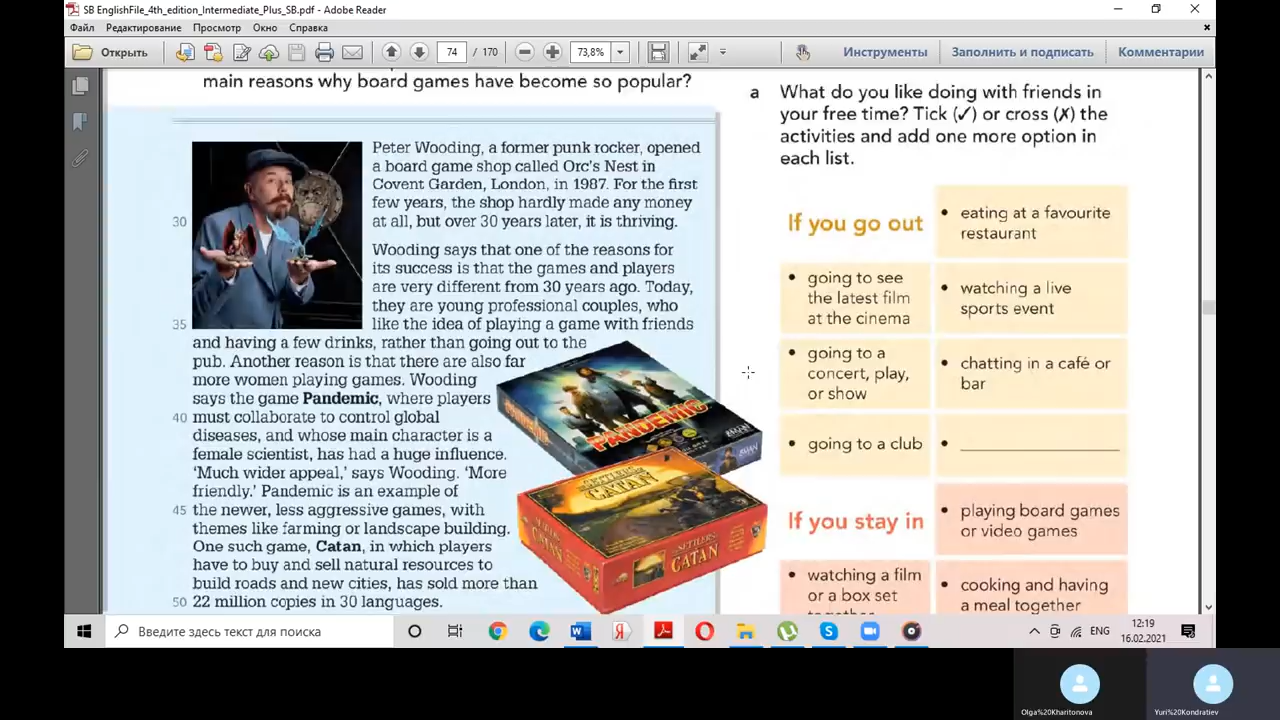 SB EnglishFile_4th_edition_Intermediate_Plus_SB.pdf - Adobe Reader
Файл Редактирование Просмотр Окно Справка
Открыть 74 / 170 73,8% Инструменты Заполнить и подписать Комментарии
main reasons why board games have become so popular?
Peter Wooding, a former punk rocker, opened
a board game shop called Orc's Nest in
Covent Garden, London, in 1987. For the first
few years, the shop hardly made any money
30 at all, but over 30 years later, it is thriving.
Wooding says that one of the reasons for
its success is that the games and players
are very different from 30 years ago. Today,
they are young professional couples, who
35 like the idea of playing a game with friends
and having a few drinks, rather than going out to the
pub. Another reason is that there are also far
more women playing games. Wooding
says the game Pandemic, where players
40 must collaborate to control global
diseases, and whose main character is a
female scientist, has had a huge influence.
'Much wider appeal,' says Wooding. 'More
friendly.' Pandemic is an example of
45 the newer, less aggressive games, with
themes like farming or landscape building.
One such game, Catan, in which players
have to buy and sell natural resources to
build roads and new cities, has sold more than
50 22 million copies in 30 languages.
PANDEMIC
CATAN
CATAN
a What do you like doing with friends in
your free time? Tick (✓) or cross (✗) the
activities and add one more option in
each list.
If you go out
• eating at a favourite
restaurant
• going to see
the latest film
at the cinema
• watching a live
sports event
• going to a
concert, play,
or show
• chatting in a café or
bar
• going to a club
• ____________________
If you stay in
• playing board games
or video games
• watching a film
or a box set
together
• cooking and having
a meal together
Введите здесь текст для поиска
ENG
12:19
16.02.2021
Olga%20Kharitonova
Yuri%20Kondratiev